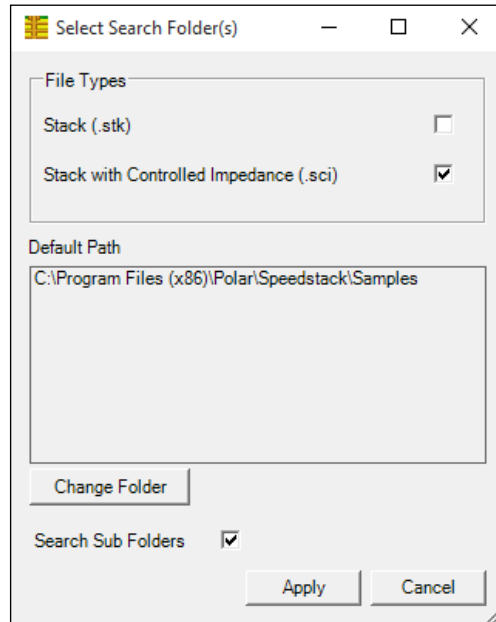 Select Search Folder(s)
File Types
Stack (.stk)
Stack with Controlled Impedance (.sci)
Default Path
C:\Program Files (x86)\Polar\Speedstack\Samples
Change Folder
Search Sub Folders
Apply Cancel